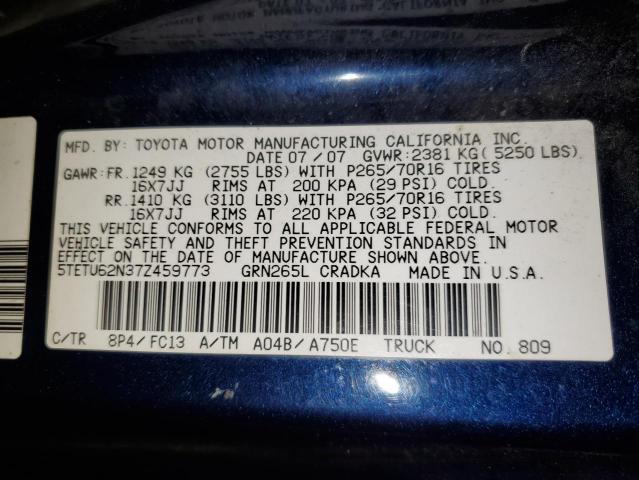 MFD. BY: TOYOTA MOTOR MANUFACTURING CALIFORNIA INC.
DATE 07/07 GVWR: 2381 KG( 5250 LBS)
GAWR: FR. 1249 KG (2755 LBS) WITH P265/70R16 TIRES
16X7JJ RIMS AT 200 KPA (29 PSI) COLD.
RR. 1410 KG (3110 LBS) WITH P265/70R16 TIRES
16X7JJ RIMS AT 220 KPA (32 PSI) COLD.
THIS VEHICLE CONFORMS TO ALL APPLICABLE FEDERAL MOTOR
VEHICLE SAFETY AND THEFT PREVENTION STANDARDS IN
EFFECT ON THE DATE OF MANUFACTURE SHOWN ABOVE.
5TETU62N37Z459773 GRN265L CRADKA MADE IN U.S.A.
C/TR 8P4/FC13 A/TM A04B/A750E TRUCK NO. 809